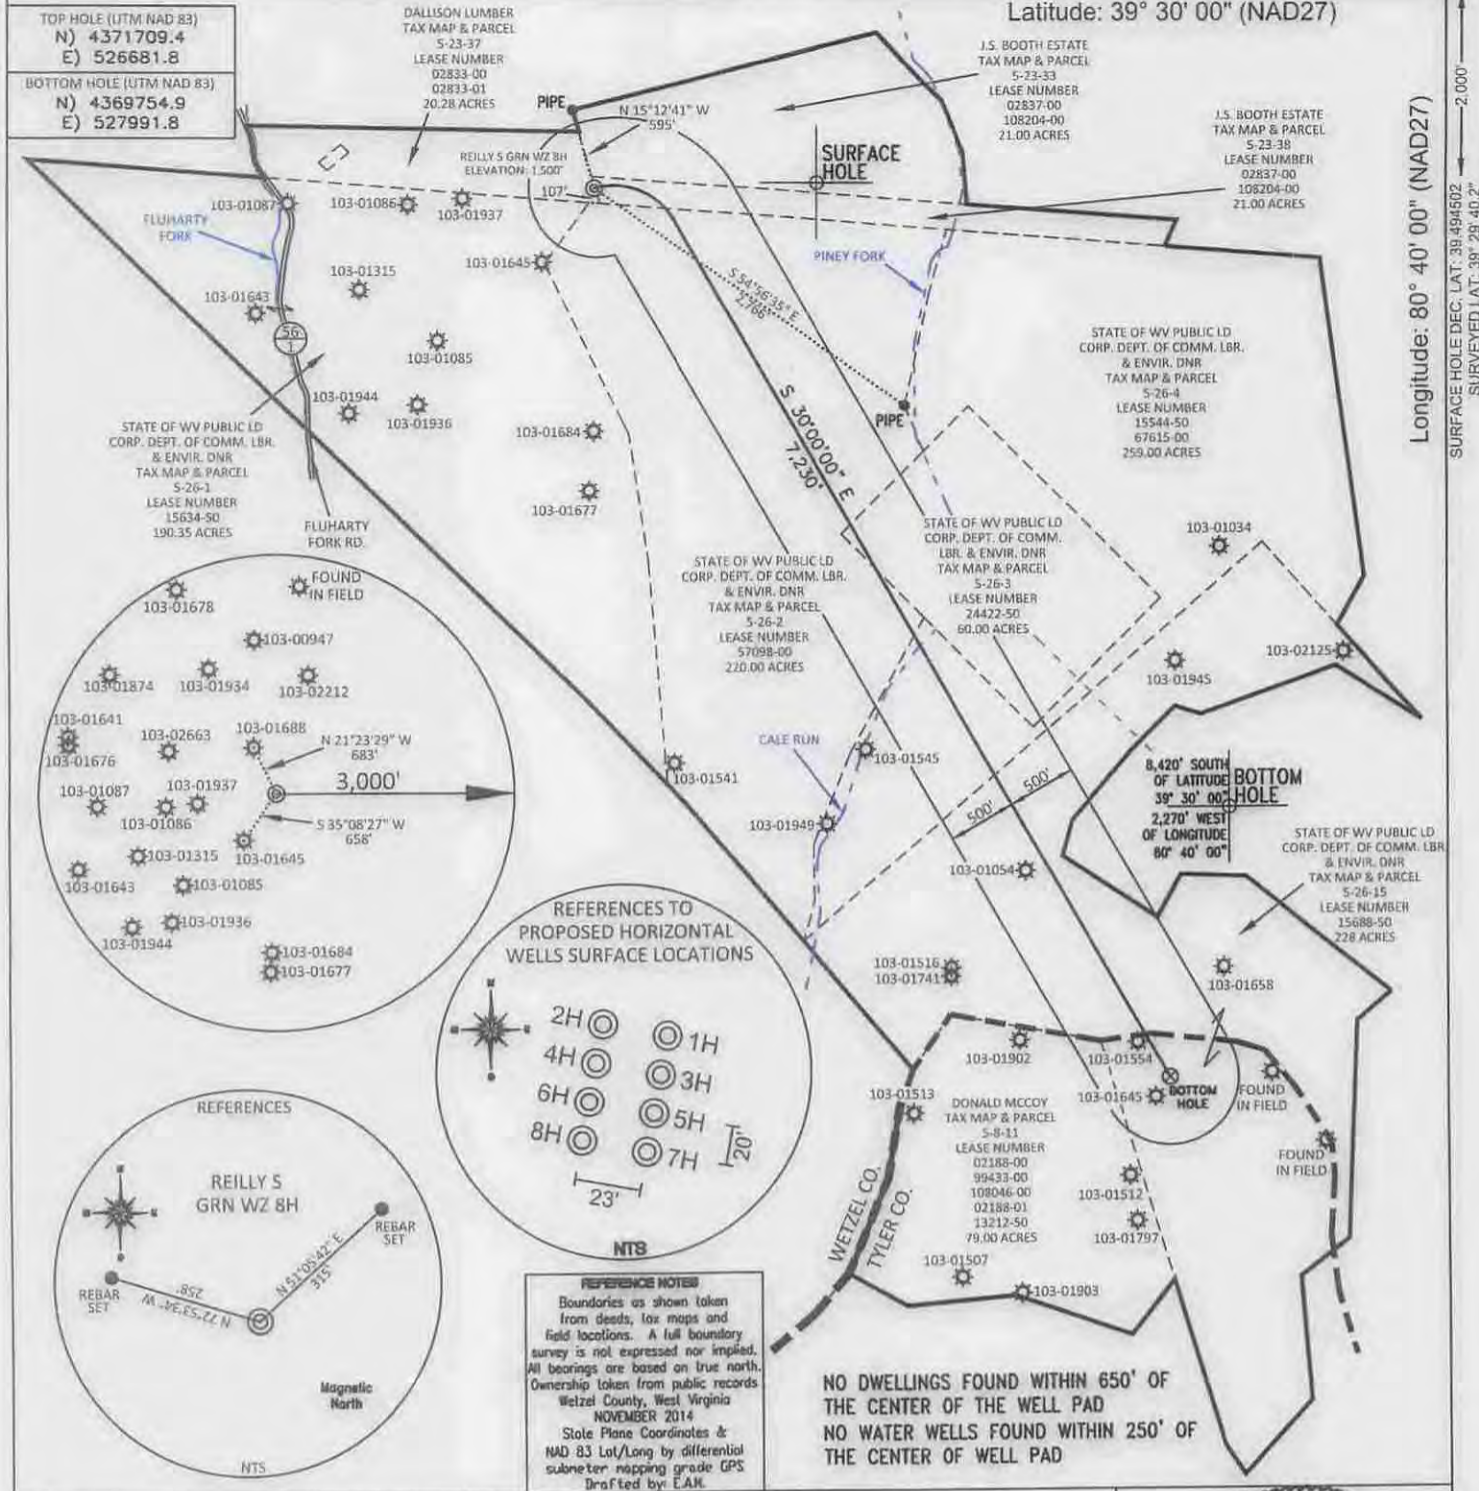 TOP HOLE (UTM NAD 83)
N) 4371709.4
E) 526681.8
BOTTOM HOLE (UTM NAD 83)
N) 4369754.9
E) 527991.8
DALLISON LUMBER
TAX MAP & PARCEL
5-23-37
LEASE NUMBER
02833-00
02833-01
20.28 ACRES
Latitude: 39° 30' 00" (NAD27)
J.S. BOOTH ESTATE
TAX MAP & PARCEL
5-23-33
LEASE NUMBER
02837-00
108204-00
21.00 ACRES
J.S. BOOTH ESTATE
TAX MAP & PARCEL
5-23-38
LEASE NUMBER
02837-00
108204-00
21.00 ACRES
Longitude: 80° 40' 00" (NAD27)
2,000'
SURFACE HOLE DEC. LAT: 39.494502
SURVEYED LAT: 39° 29' 40.2"
PIPE
N 15°12'41" W
595'
REILLY S GRN WZ 8H
ELEVATION: 1,500'
107'
SURFACE
HOLE
103-01087
103-01086
103-01937
FLUHARTY
FORK
103-01645
103-01315
103-01643
56
1
103-01085
PINEY FORK
S 54°56'35" E
2,766'
103-01944
103-01936
103-01684
103-01677
PIPE
S 30°00'00" E
7,230'
STATE OF WV PUBLIC LD
CORP. DEPT. OF COMM. LBR.
& ENVIR. DNR
TAX MAP & PARCEL
5-26-4
LEASE NUMBER
15544-50
67615-00
259.00 ACRES
STATE OF WV PUBLIC LD
CORP. DEPT. OF COMM. LBR.
& ENVIR. DNR
TAX MAP & PARCEL
5-26-1
LEASE NUMBER
15634-50
190.35 ACRES
FLUHARTY
FORK RD.
STATE OF WV PUBLIC LD
CORP. DEPT. OF COMM. LBR.
& ENVIR. DNR
TAX MAP & PARCEL
5-26-2
LEASE NUMBER
57098-00
220.00 ACRES
STATE OF WV PUBLIC LD
CORP. DEPT. OF COMM.
LBR. & ENVIR. DNR
TAX MAP & PARCEL
5-26-3
LEASE NUMBER
24422-50
60.00 ACRES
103-01034
103-02125
103-01945
FOUND
IN FIELD
103-01678
103-00947
103-01874
103-01934
103-02212
103-01641
103-01676
103-02663
103-01688
N 21°23'29" W
683'
3,000'
103-01087
103-01937
103-01086
S 35°08'27" W
658'
103-01315
103-01645
103-01643
103-01085
103-01936
103-01944
103-01684
103-01677
CALE RUN
103-01541
103-01545
103-01949
500'
500'
103-01054
8,420' SOUTH
OF LATITUDE
39° 30' 00"
2,270' WEST
OF LONGITUDE
80° 40' 00"
BOTTOM
HOLE
STATE OF WV PUBLIC LD
CORP. DEPT. OF COMM. LBR
& ENVIR. DNR
TAX MAP & PARCEL
5-26-15
LEASE NUMBER
15688-50
228 ACRES
103-01516
103-01741
103-01658
REFERENCES TO
PROPOSED HORIZONTAL
WELLS SURFACE LOCATIONS
2H
1H
4H
3H
6H
5H
8H
7H
20'
23'
NTS
103-01902
103-01554
103-01513
103-01645
BOTTOM
HOLE
FOUND
IN FIELD
FOUND
IN FIELD
DONALD MCCOY
TAX MAP & PARCEL
5-8-11
LEASE NUMBER
02188-00
99433-00
108046-00
02188-01
13212-50
79.00 ACRES
103-01512
103-01797
WETZEL CO.
TYLER CO.
103-01507
103-01903
REFERENCES
REILLY S
GRN WZ 8H
REBAR
SET
REBAR
SET
N 51°05'42" E
315'
258'
N 72°53'34" W
Magnetic
North
NTS
REFERENCE NOTES
Boundaries as shown taken
from deeds, tax maps and
field locations. A full boundary
survey is not expressed nor implied.
All bearings are based on true north.
Ownership taken from public records
Wetzel County, West Virginia
NOVEMBER 2014
State Plane Coordinates &
NAD 83 Lat/Long by differential
submeter mapping grade GPS
Drafted by: E.A.M.
NO DWELLINGS FOUND WITHIN 650' OF
THE CENTER OF THE WELL PAD
NO WATER WELLS FOUND WITHIN 250' OF
THE CENTER OF WELL PAD